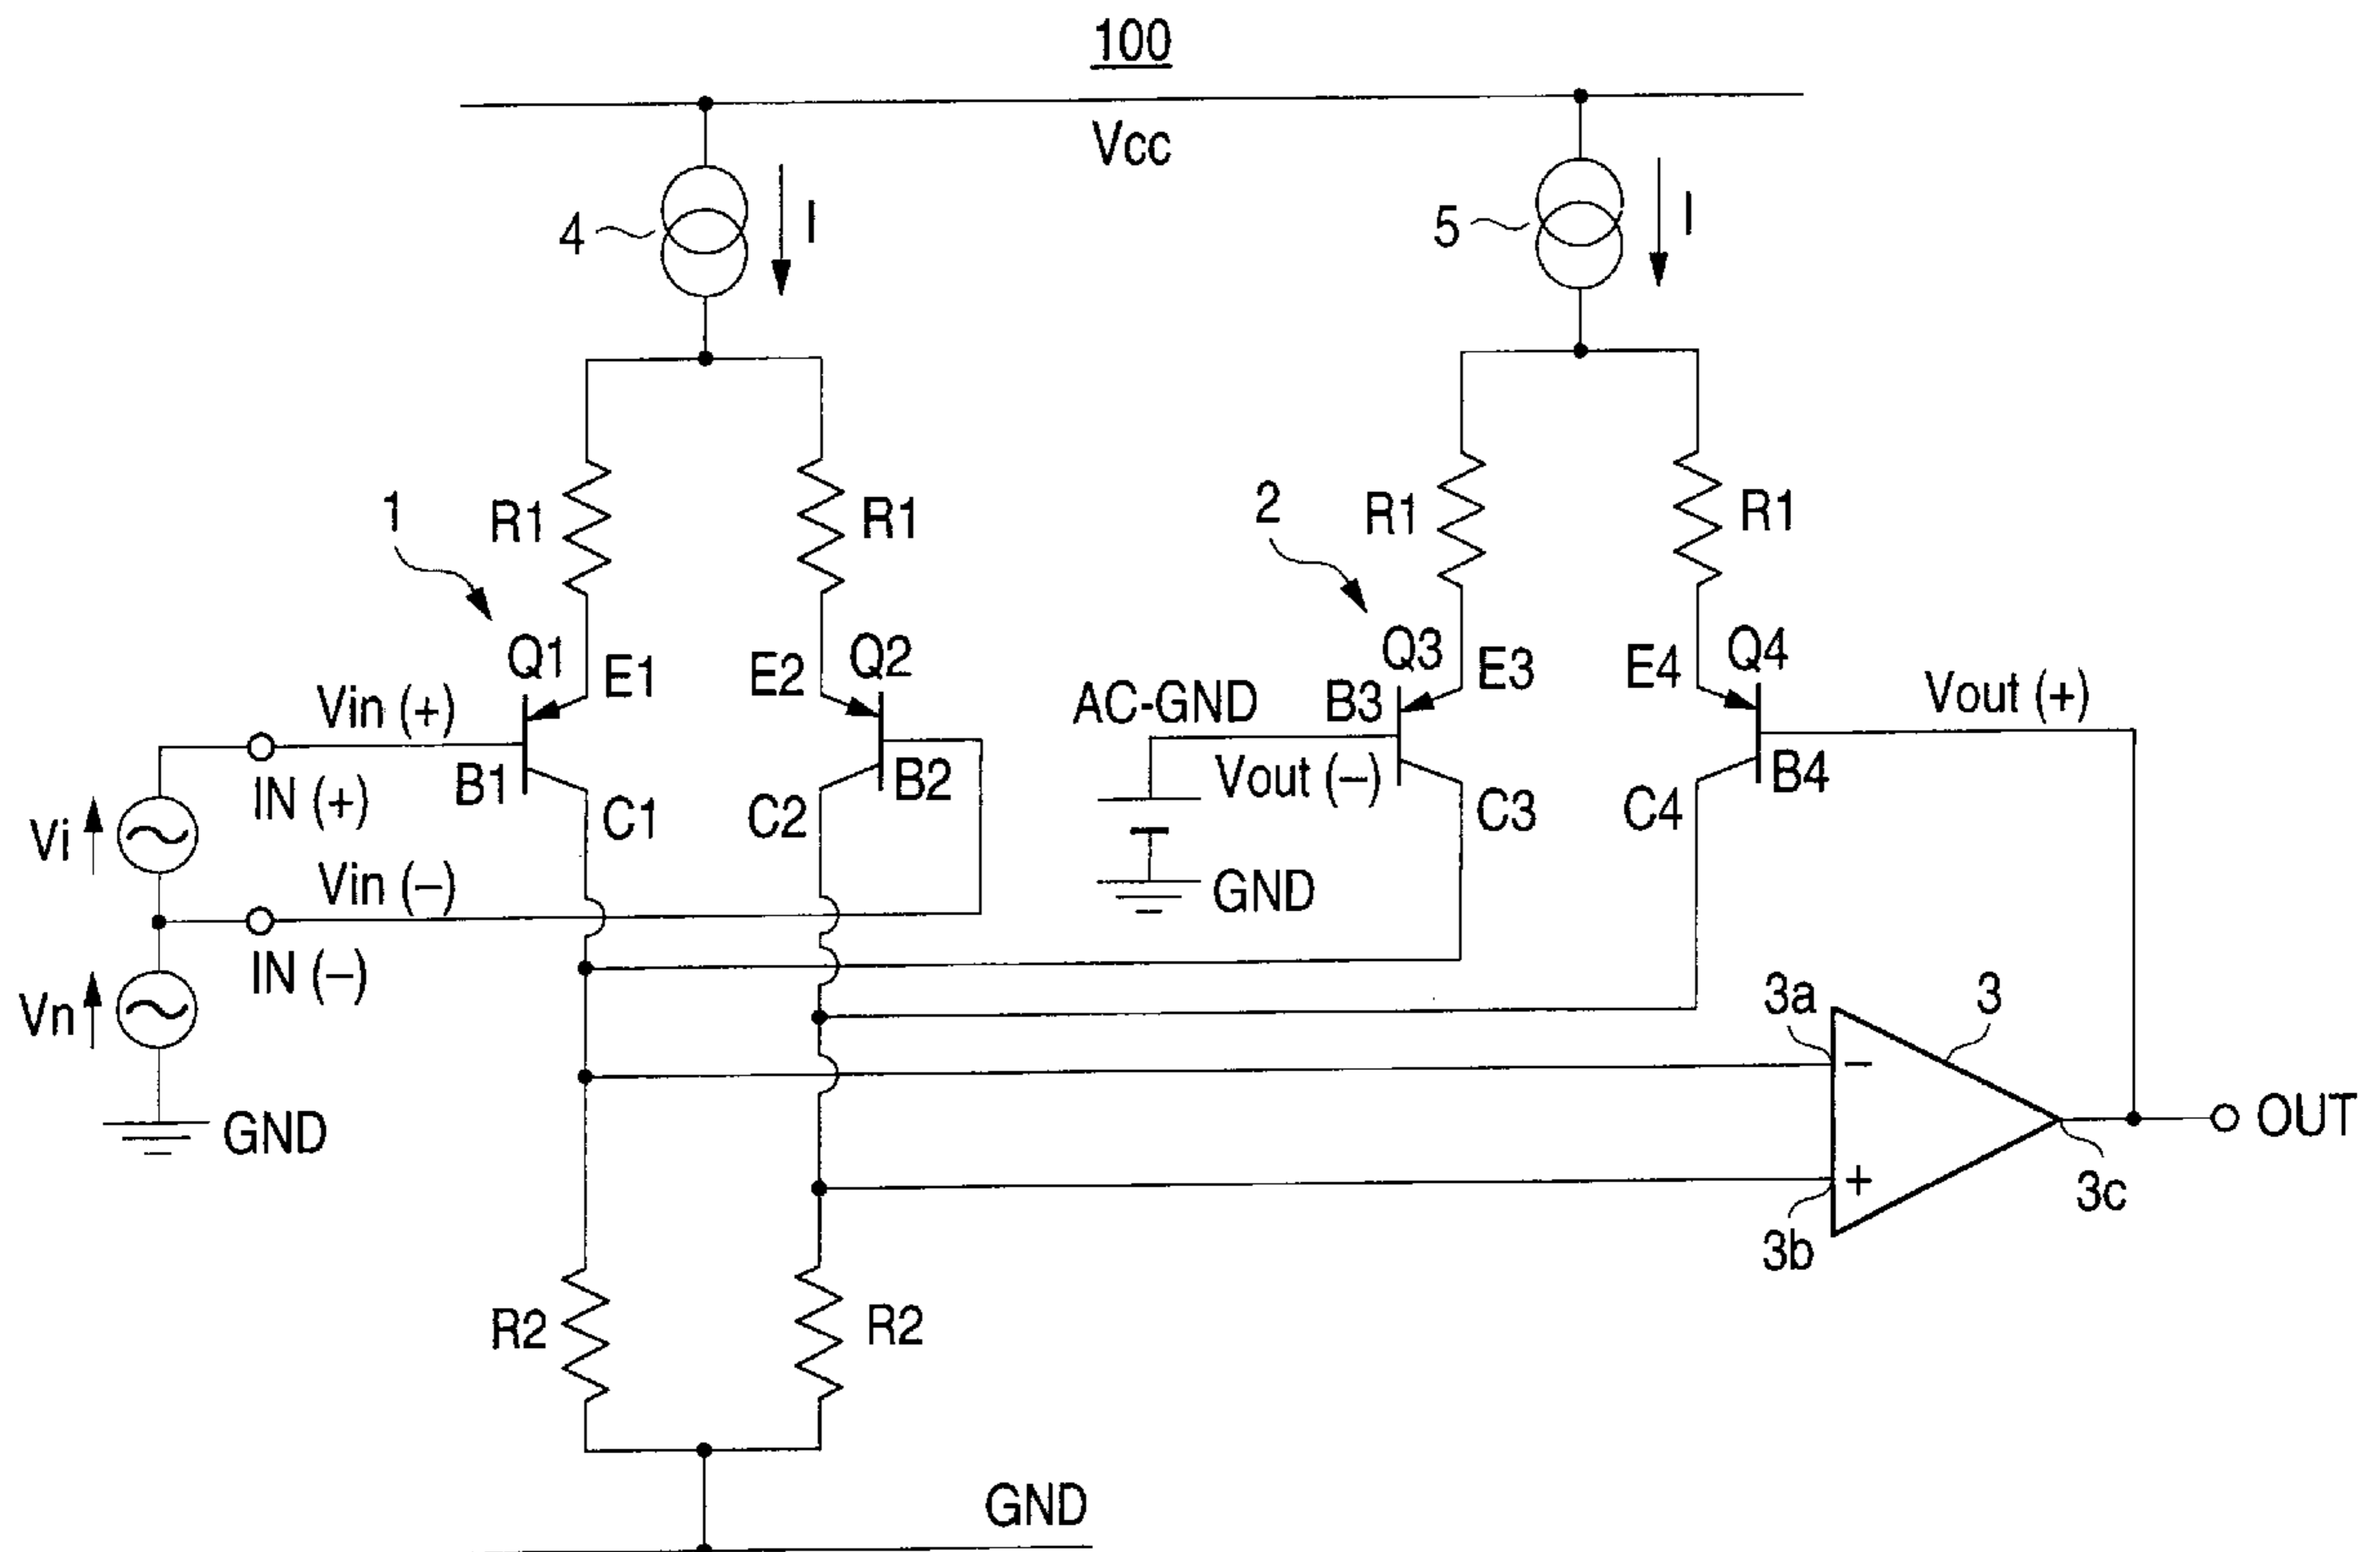 100
Vcc
4
I
5
I
1
R1
R1
2
R1
R1
Q1
E1
E2
Q2
Q3
E3
E4
Q4
Vin (+)
AC-GND
B3
Vout (+)
IN (+)
B1
B2
Vout (–)
B4
Vi
C1
C2
C3
C4
Vin (–)
GND
IN (–)
Vn
3a
3
–
GND
OUT
+
3c
3b
R2
R2
GND